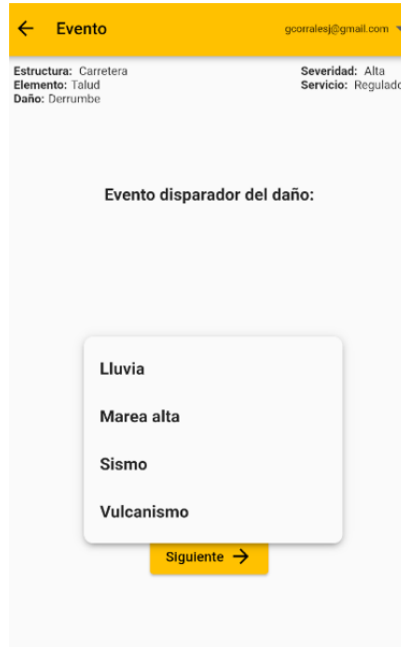 Evento
gcorralesj@gmail.com
Estructura: Carretera
Elemento: Talud
Daño: Derrumbe
Severidad: Alta
Servicio: Regulado
Evento disparador del daño:
Lluvia
Marea alta
Sismo
Vulcanismo
Siguiente